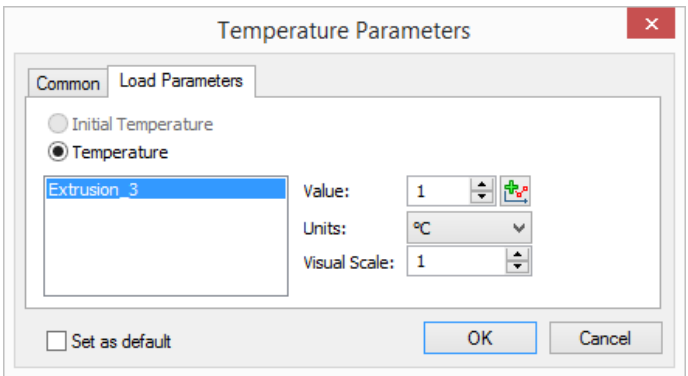 Temperature Parameters
Common Load Parameters
Initial Temperature
Temperature
Extrusion_3
Value: 1
Units: °C
Visual Scale: 1
Set as default OK Cancel